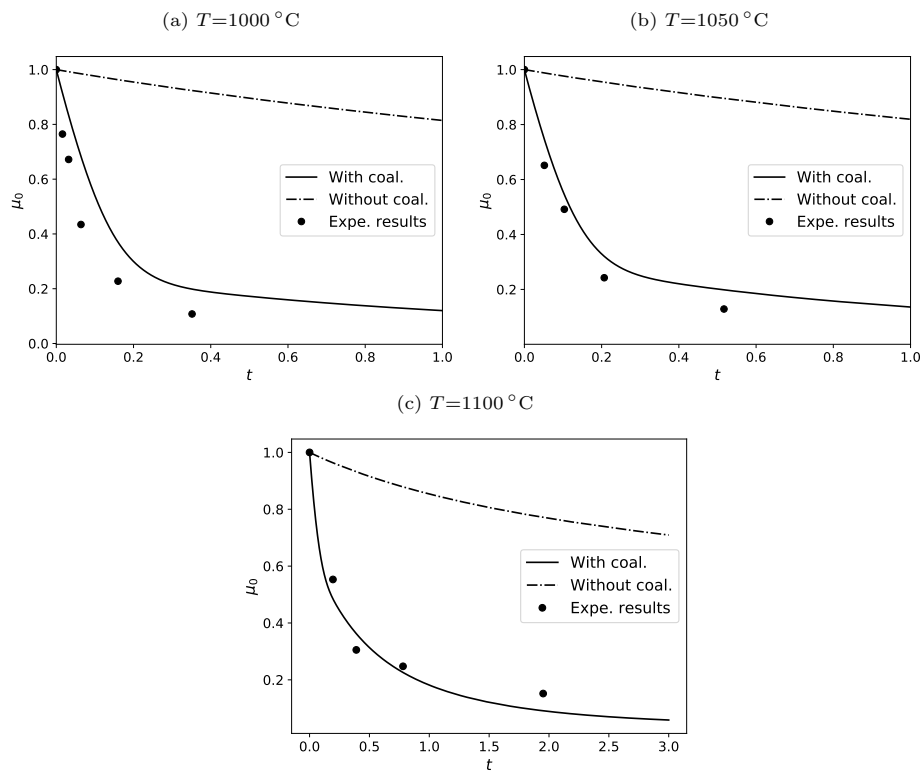 (a) T=1000 °C
1.0
0.8
0.6
0.4
0.2
0.0
μ₀
With coal.
Without coal.
Expe. results
0.0 0.2 0.4 0.6 0.8 1.0
t
(b) T=1050 °C
1.0
0.8
0.6
0.4
0.2
μ₀
With coal.
Without coal.
Expe. results
0.0 0.2 0.4 0.6 0.8 1.0
t
(c) T=1100 °C
1.0
0.8
0.6
0.4
0.2
μ₀
With coal.
Without coal.
Expe. results
0.0 0.5 1.0 1.5 2.0 2.5 3.0
t